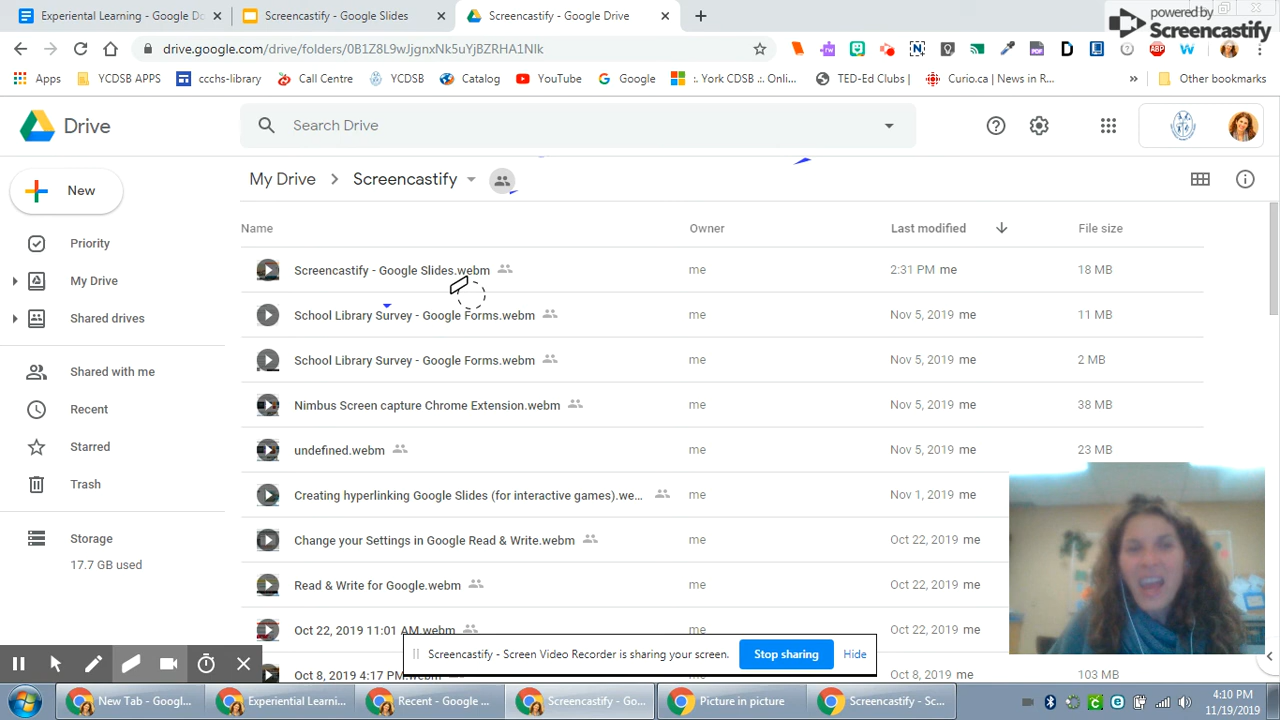 Experiential Learning - Google Do
Screencastify - Google Slides
Screencastify - Google Drive
powered by
Screencastify
drive.google.com/drive/folders/0B1Z8L9wJgnxNk5uYjBZRHA1Nlk
Apps
YCDSB APPS
ccchs-library
Call Centre
YCDSB
Catalog
YouTube
Google
.: York CDSB .: Onli...
TED-Ed Clubs |
Curio.ca | News in R...
»
Other bookmarks
Drive
Search Drive
New
My Drive > Screencastify
Priority
My Drive
Shared drives
Shared with me
Recent
Starred
Trash
Storage
17.7 GB used
Name Owner Last modified File size
Screencastify - Google Slides.webm me 2:31 PM me 18 MB
School Library Survey - Google Forms.webm me Nov 5, 2019 me 11 MB
School Library Survey - Google Forms.webm me Nov 5, 2019 me 2 MB
Nimbus Screen capture Chrome Extension.webm me Nov 5, 2019 me 38 MB
undefined.webm me Nov 5, 2019 me 23 MB
Creating hyperlinking Google Slides (for interactive games).we... me Nov 1, 2019 me
Change your Settings in Google Read & Write.webm me Oct 22, 2019 me
Read & Write for Google.webm me Oct 22, 2019 me
Oct 22, 2019 11:01 AM.webm me Oct 22, 2019 me
Oct 8, 2019 4:17 me Oct 8, 2019 me 103 MB
Screencastify - Screen Video Recorder is sharing your screen.
Stop sharing
Hide
New Tab - Googl...
Experiential Learn...
Recent - Google ...
Screencastify - Go...
Picture in picture
Screencastify - Sc...
4:10 PM
11/19/2019